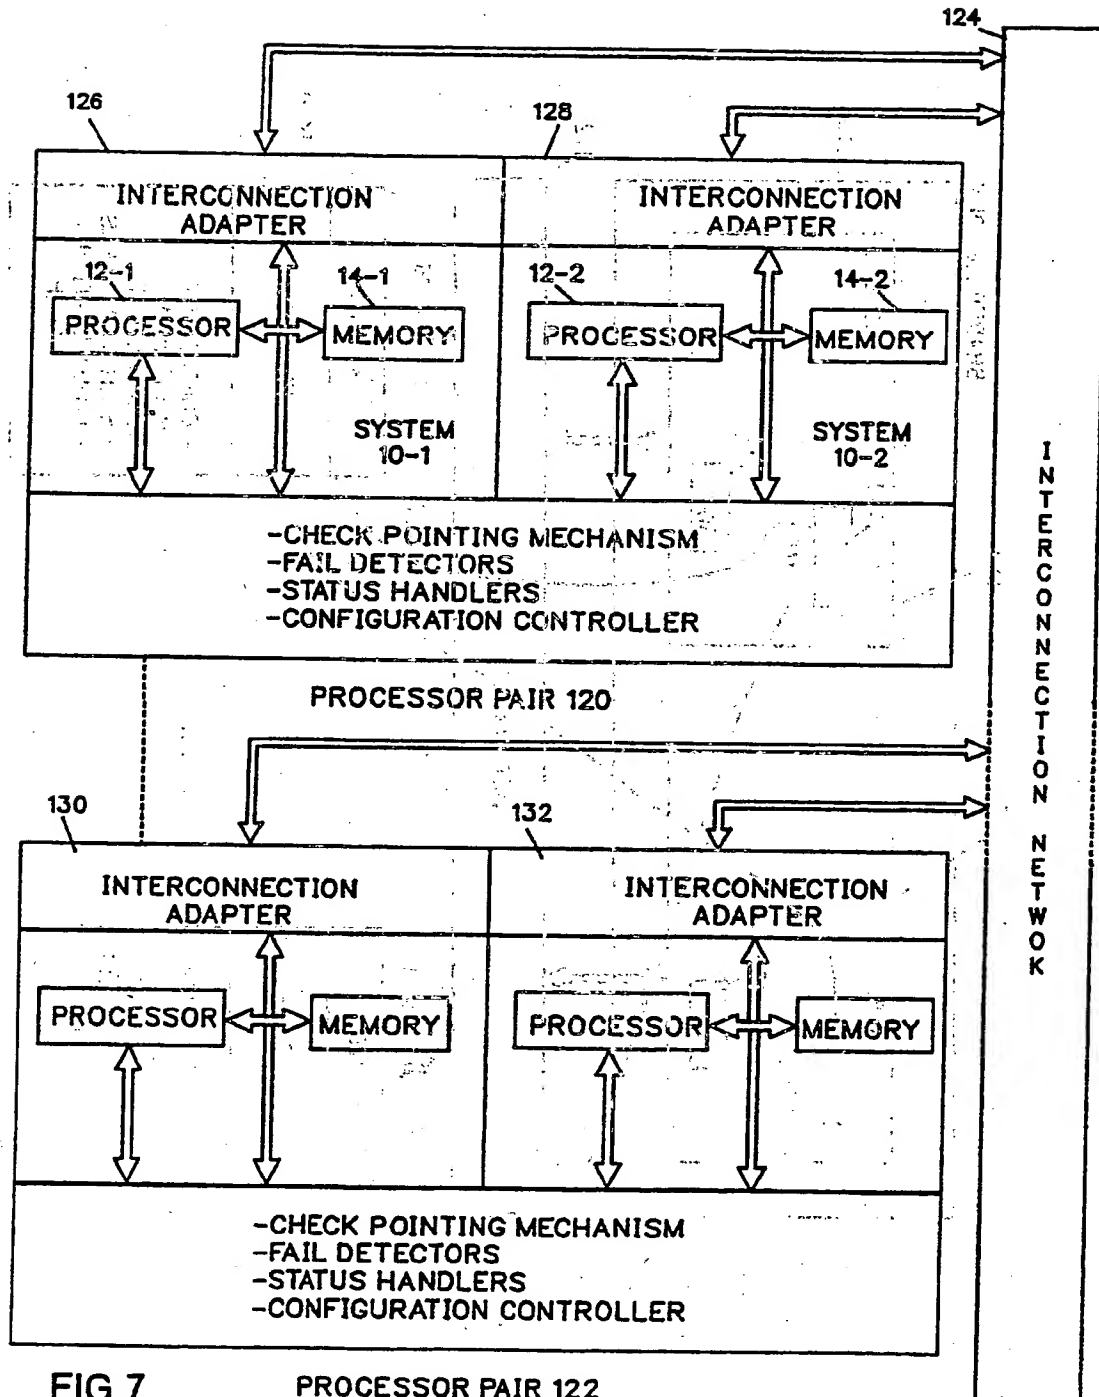 124
126
128
INTERCONNECTION
ADAPTER
INTERCONNECTION
ADAPTER
12-1
14-1
12-2
14-2
PROCESSOR
MEMORY
PROCESSOR
MEMORY
SYSTEM
10-1
SYSTEM
10-2
-CHECK POINTING MECHANISM
-FAIL DETECTORS
-STATUS HANDLERS
-CONFIGURATION CONTROLLER
PROCESSOR PAIR 120
INTERCONNECTION NETWOK
130
132
INTERCONNECTION
ADAPTER
INTERCONNECTION
ADAPTER
PROCESSOR
MEMORY
PROCESSOR
MEMORY
-CHECK POINTING MECHANISM
-FAIL DETECTORS
-STATUS HANDLERS
-CONFIGURATION CONTROLLER
FIG 7
PROCESSOR PAIR 122